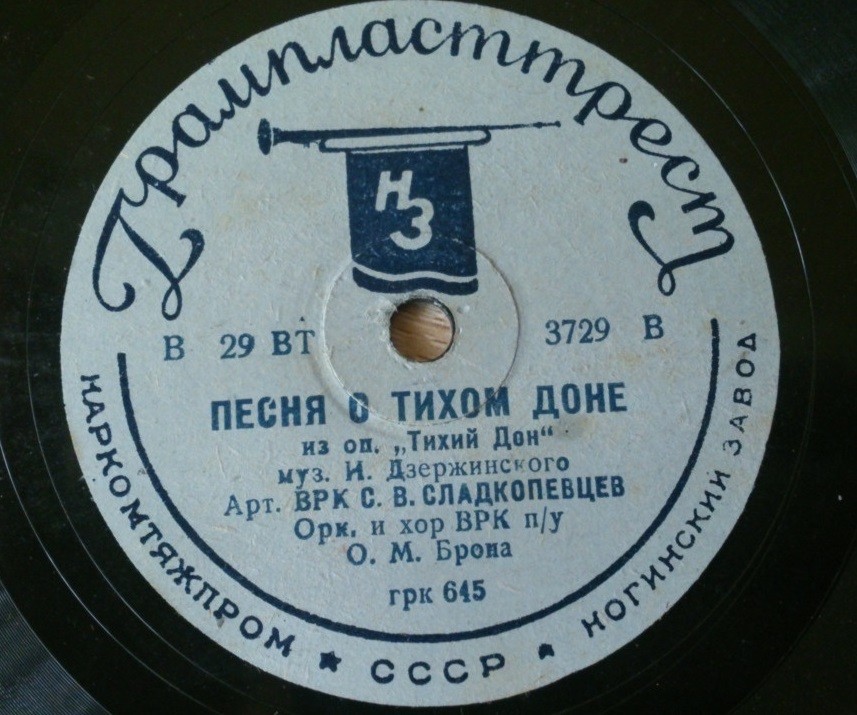 Грампласттрест
НЗ
В 29 ВТ 3729 В
ПЕСНЯ О ТИХОМ ДОНЕ
из оп. „Тихий Дон“
муз. И. Дзержинского
Арт. ВРК С. В. СЛАДКОПЕВЦЕВ
Орк. и хор ВРК п/у
О. М. Брона
грк 645
НАРКОМТЯЖПРОМ ★ СССР ★ НОГИНСКИЙ ЗАВОД